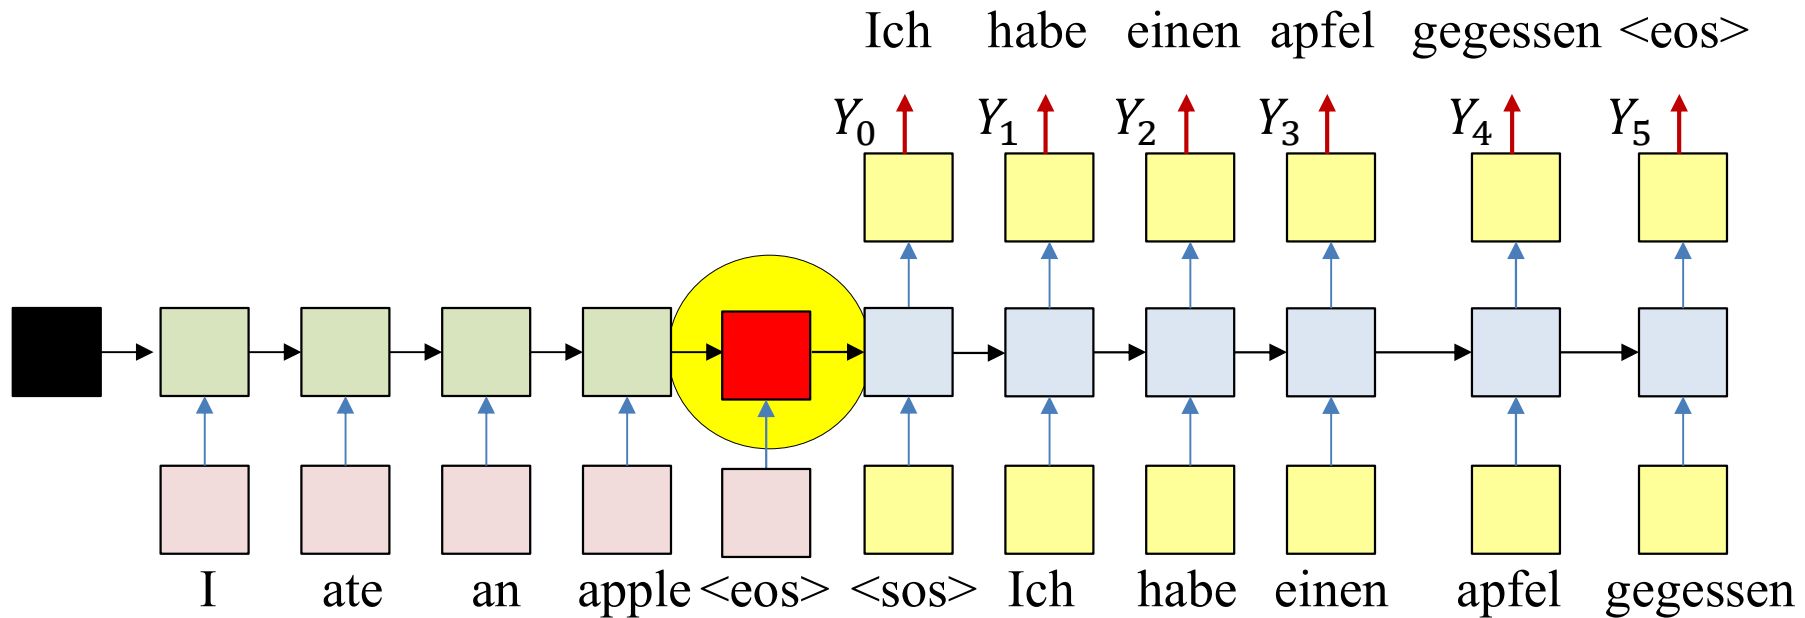 Ich habe einen apfel gegessen <eos>
Y0 Y1 Y2 Y3 Y4 Y5
I ate an apple <eos> <sos> Ich habe einen apfel gegessen